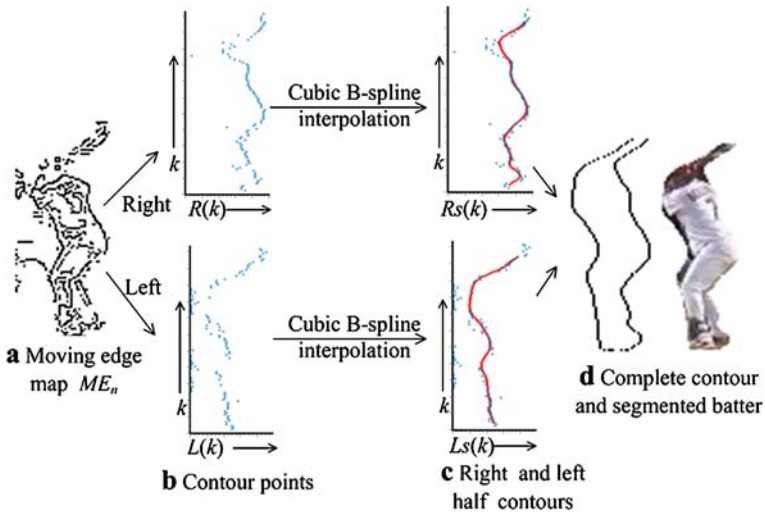 k
R(k)
Cubic B-spline
interpolation
k
Rs(k)
Right
Left
a Moving edge
map MEn
k
L(k)
b Contour points
Cubic B-spline
interpolation
k
Ls(k)
c Right and left
half contours
d Complete contour
and segmented batter